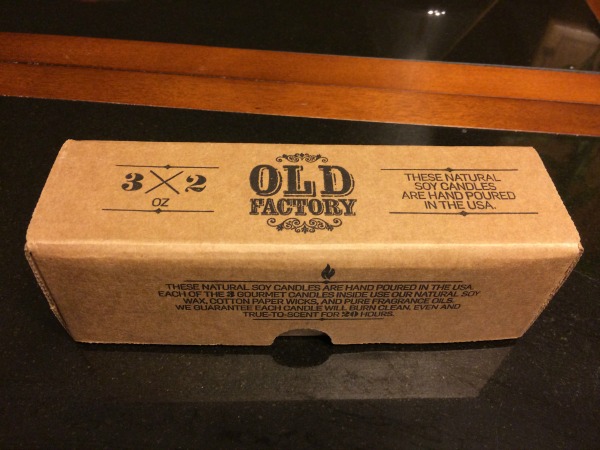 3 X 2
OZ
OLD
FACTORY
THESE NATURAL
SOY CANDLES
ARE HAND POURED
IN THE USA.
THESE NATURAL SOY CANDLES ARE HAND POURED IN THE USA.
EACH OF THE 3 GOURMET CANDLES INSIDE USE OUR NATURAL SOY
WAX, COTTON PAPER WICKS, AND PURE FRAGRANCE OILS.
WE GUARANTEE EACH CANDLE WILL BURN CLEAN, EVEN AND
TRUE-TO-SCENT FOR 20 HOURS.